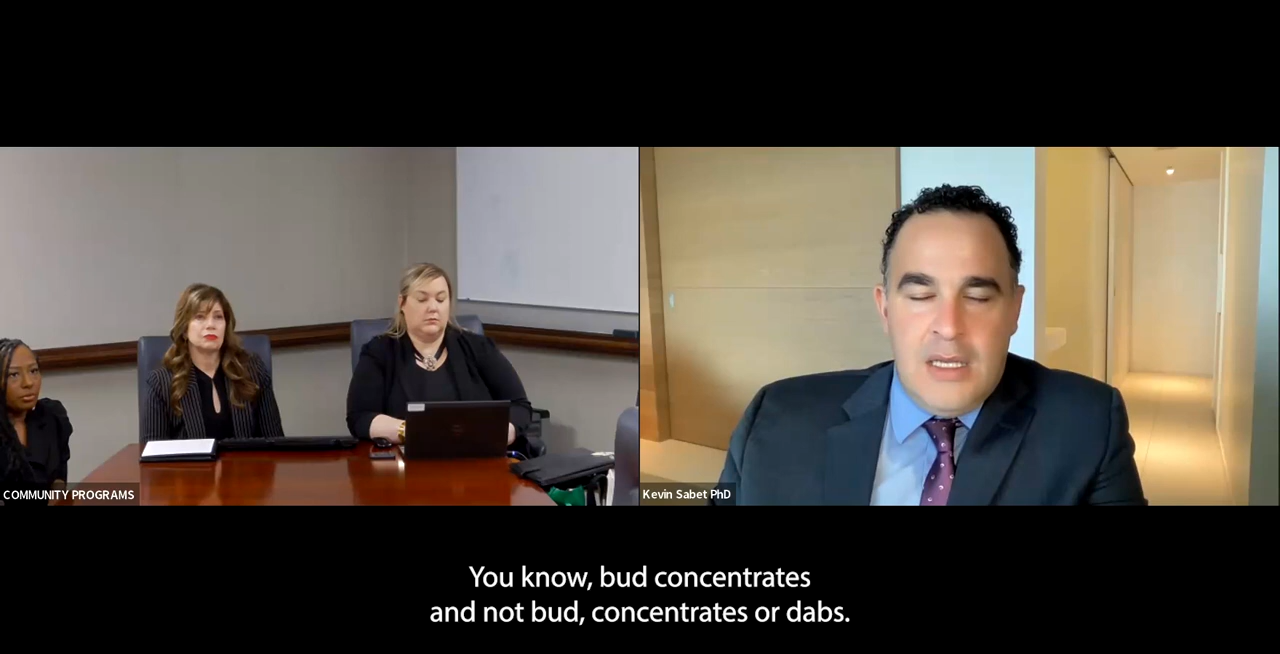 COMMUNITY PROGRAMS
Kevin Sabet PhD
You know, bud concentrates
and not bud, concentrates or dabs.